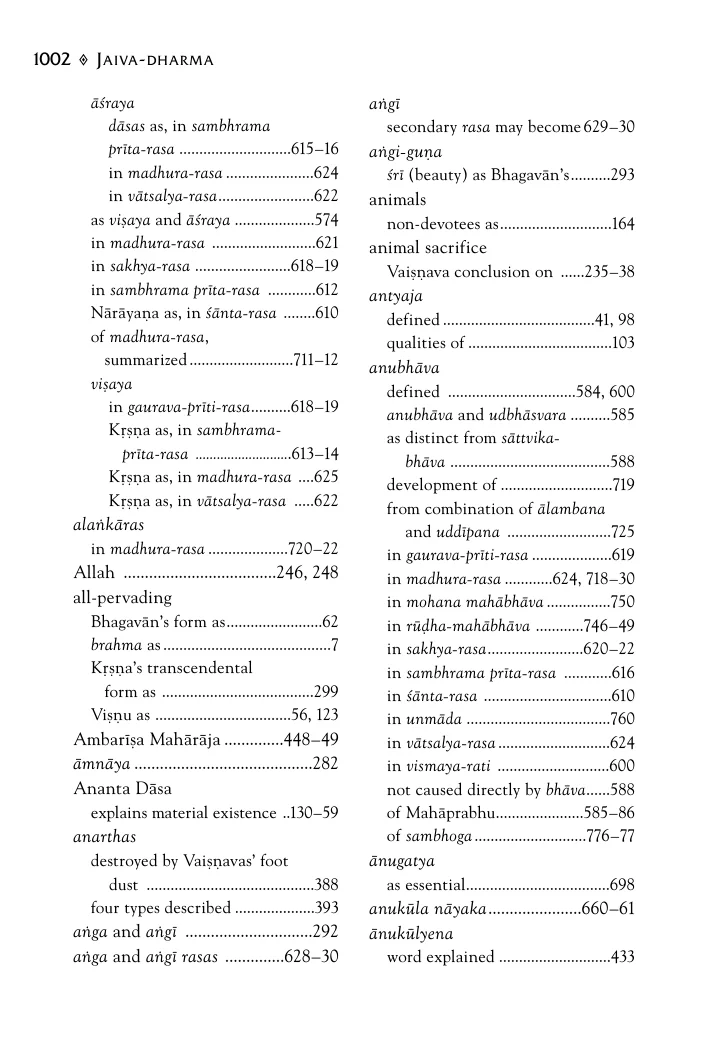 1002 ◊ JAIVA-DHARMA
āśraya
dāsas as, in sambhrama
prīta-rasa ............................615–16
in madhura-rasa ......................624
in vātsalya-rasa........................622
as viṣaya and āśraya ....................574
in madhura-rasa ..........................621
in sakhya-rasa ........................618–19
in sambhrama prīta-rasa ............612
Nārāyaṇa as, in śānta-rasa ........610
of madhura-rasa,
summarized..........................711–12
viṣaya
in gaurava-prīti-rasa..........618–19
Kṛṣṇa as, in sambhrama-
prīta-rasa ...........................613–14
Kṛṣṇa as, in madhura-rasa ....625
Kṛṣṇa as, in vātsalya-rasa .....622
alaṅkāras
in madhura-rasa ....................720–22
Allah ....................................246, 248
all-pervading
Bhagavān’s form as........................62
brahma as..........................................7
Kṛṣṇa’s transcendental
form as ......................................299
Viṣṇu as ..................................56, 123
Ambarīṣa Mahārāja .............448–49
āmnāya ..........................................282
Ananta Dāsa
explains material existence ..130–59
anarthas
destroyed by Vaiṣṇavas’ foot
dust ..........................................388
four types described ....................393
aṅga and aṅgī ..............................292
aṅga and aṅgī rasas ..............628–30
aṅgī
secondary rasa may become 629–30
aṅgi-guṇa
śrī (beauty) as Bhagavān’s..........293
animals
non-devotees as............................164
animal sacrifice
Vaiṣṇava conclusion on ......235–38
antyaja
defined ......................................41, 98
qualities of ....................................103
anubhāva
defined ................................584, 600
anubhāva and udbhāsvara ..........585
as distinct from sāttvika-
bhāva ........................................588
development of ............................719
from combination of ālambana
and uddīpana ..........................725
in gaurava-prīti-rasa ....................619
in madhura-rasa ............624, 718–30
in mohana mahābhāva ................750
in rūḍha-mahābhāva ............746–49
in sakhya-rasa........................620–22
in sambhrama prīta-rasa ............616
in śānta-rasa ................................610
in unmāda ....................................760
in vātsalya-rasa ............................624
in vismaya-rati ............................600
not caused directly by bhāva......588
of Mahāprabhu......................585–86
of sambhoga ............................776–77
ānugatya
as essential....................................698
anukūla nāyaka......................660–61
ānukūlyena
word explained ............................433